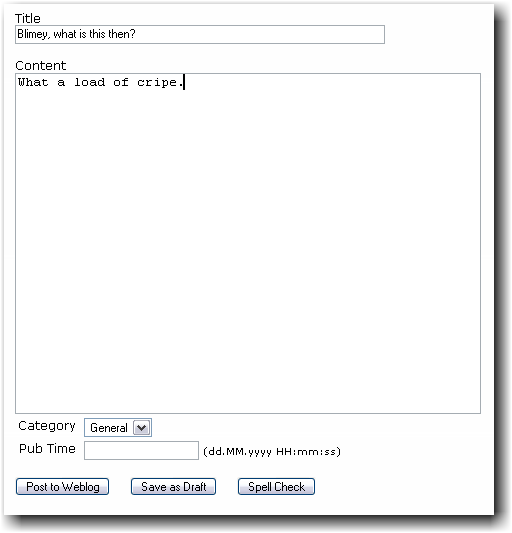 Title
Blimey, what is this then?
Content
What a load of cripe.
Category General
Pub Time (dd.MM.yyyy HH:mm:ss)
Post to Weblog Save as Draft Spell Check